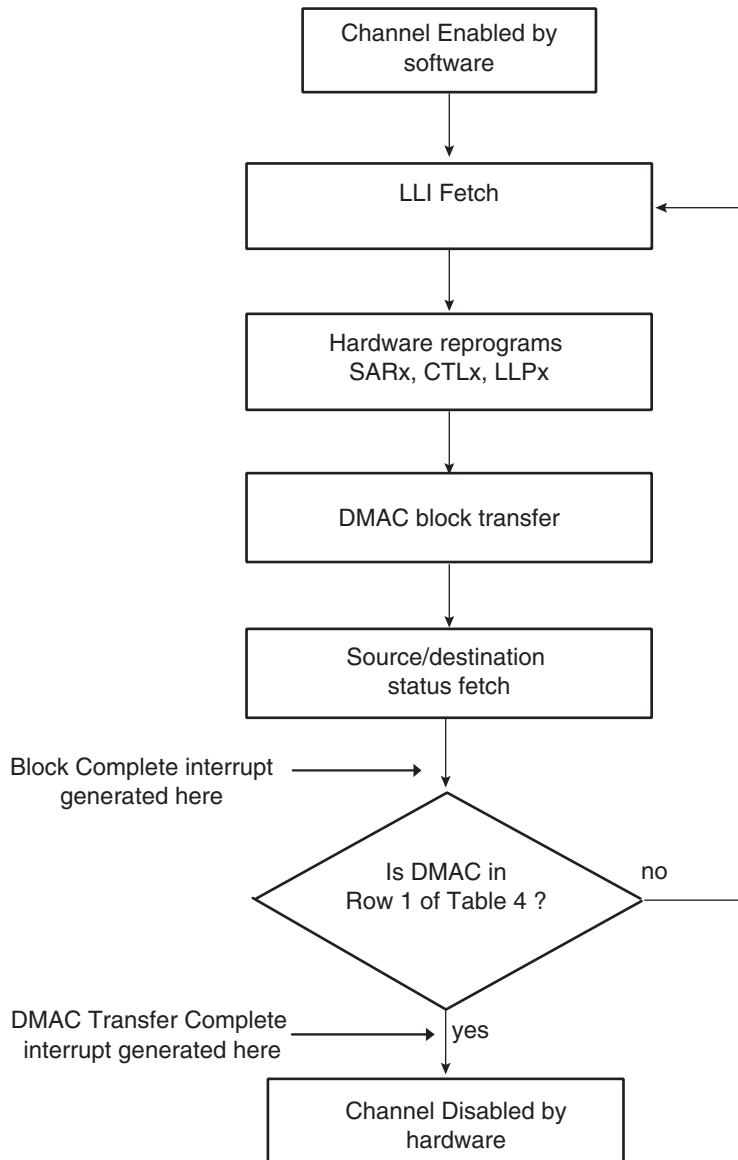 Channel Enabled by
software
LLI Fetch
Hardware reprograms
SARx, CTLx, LLPx
DMAC block transfer
Source/destination
status fetch
Block Complete interrupt
generated here
Is DMAC in
Row 1 of Table 4 ?
no
DMAC Transfer Complete
interrupt generated here
yes
Channel Disabled by
hardware